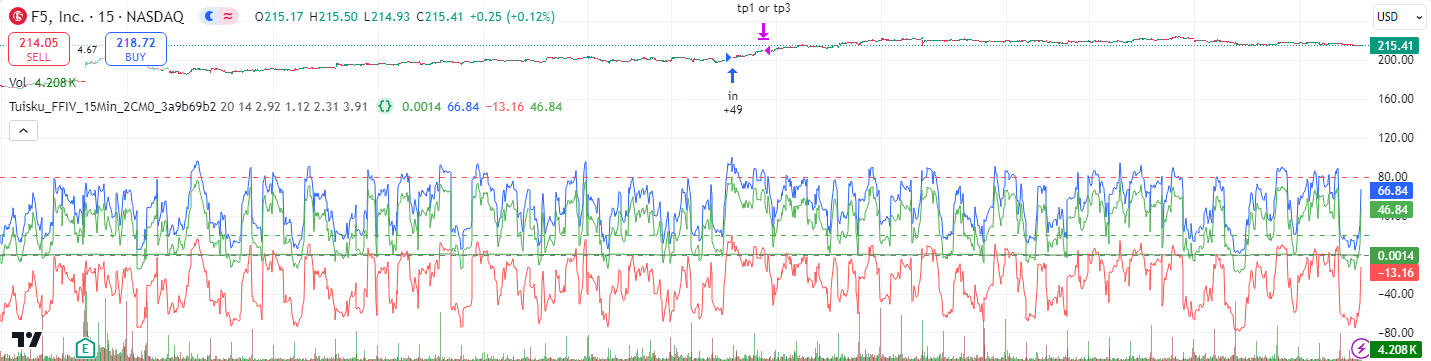 F5, Inc. · 15 · NASDAQ O215.17 H215.50 L214.93 C215.41 +0.25 (+0.12%)
tp1 or tp3
USD
214.05
SELL
4.67
218.72
BUY
215.41
200.00
Vol 4.208K
Tuisku_FFIV_15Min_2CM0_3a9b69b2 20 14 2.92 1.12 2.31 3.91 {} 0.0014 66.84 −13.16 46.84
in
+49
160.00
120.00
80.00
66.84
46.84
0.0014
−13.16
−40.00
−80.00
E
4.208K